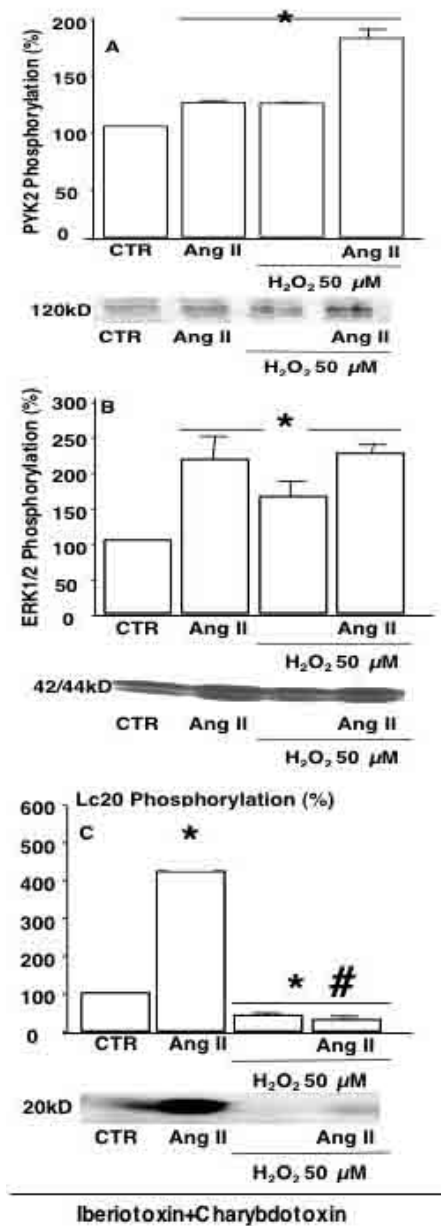 200
*
A
150
PYK2 Phosphorylation (%)
100
50
0
CTR Ang II Ang II
H₂O₂ 50 µM
120kD
CTR Ang II Ang II
H₂O₂ 50 µM
300
B
*
250
200
ERK1/2 Phosphorylation (%)
150
100
50
0
CTR Ang II Ang II
H₂O₂ 50 µM
42/44kD
CTR Ang II Ang II
H₂O₂ 50 µM
Lc20 Phosphorylation (%)
600
C
*
500
400
300
200
* #
100
0
CTR Ang II Ang II
H₂O₂ 50 µM
20kD
CTR Ang II Ang II
H₂O₂ 50 µM
Iberiotoxin+Charybdotoxin